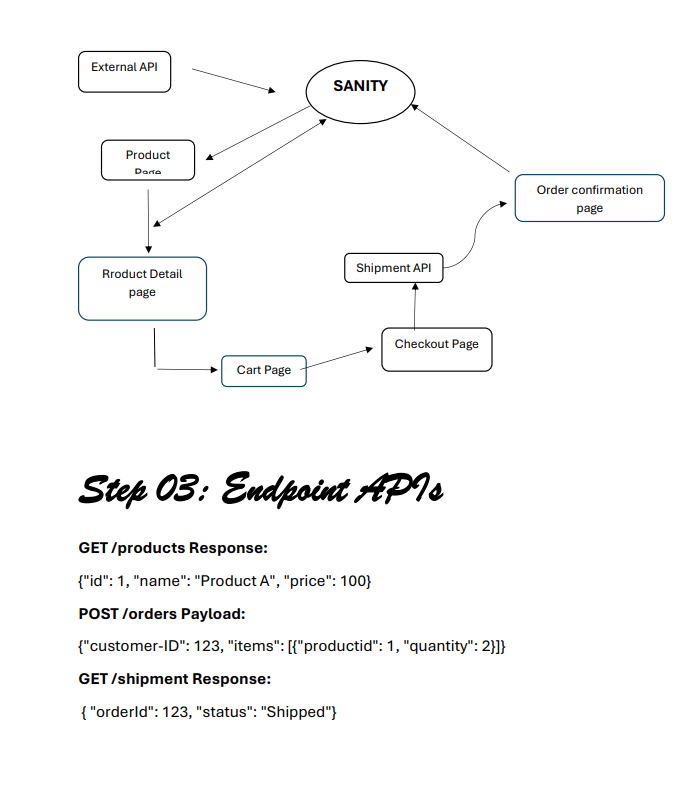 External API
SANITY
Product
Page
Order confirmation
page
Rroduct Detail
page
Shipment API
Checkout Page
Cart Page
Step 03: Endpoint APIs
GET /products Response:
{"id": 1, "name": "Product A", "price": 100}
POST /orders Payload:
{"customer-ID": 123, "items": [{"productid": 1, "quantity": 2}]}
GET /shipment Response:
{ "orderId": 123, "status": "Shipped"}